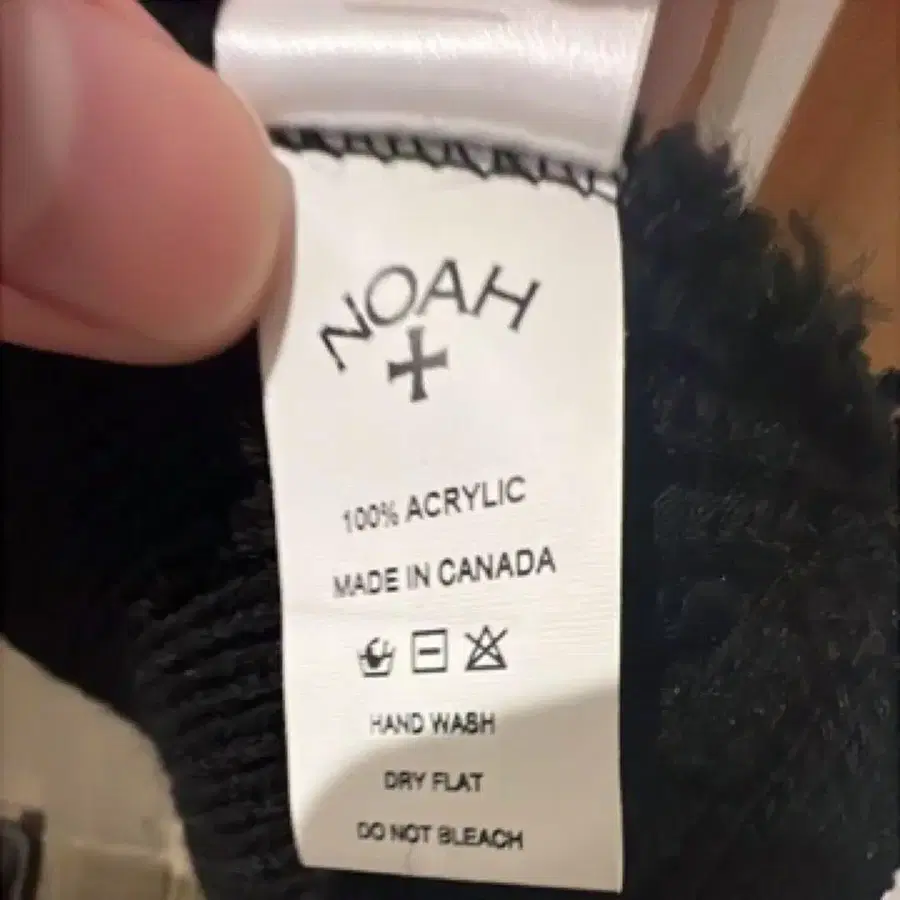 NOAH
100% ACRYLIC
MADE IN CANADA
HAND WASH
DRY FLAT
DO NOT BLEACH